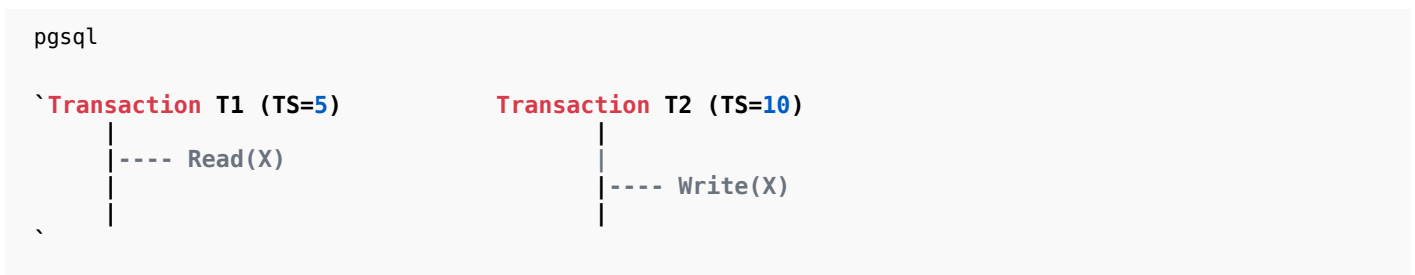 pgsql
`Transaction T1 (TS=5)             Transaction T2 (TS=10)
      |                                         |
      |---- Read(X)                          |
      |                                         |---- Write(X)
      |                                         |
`